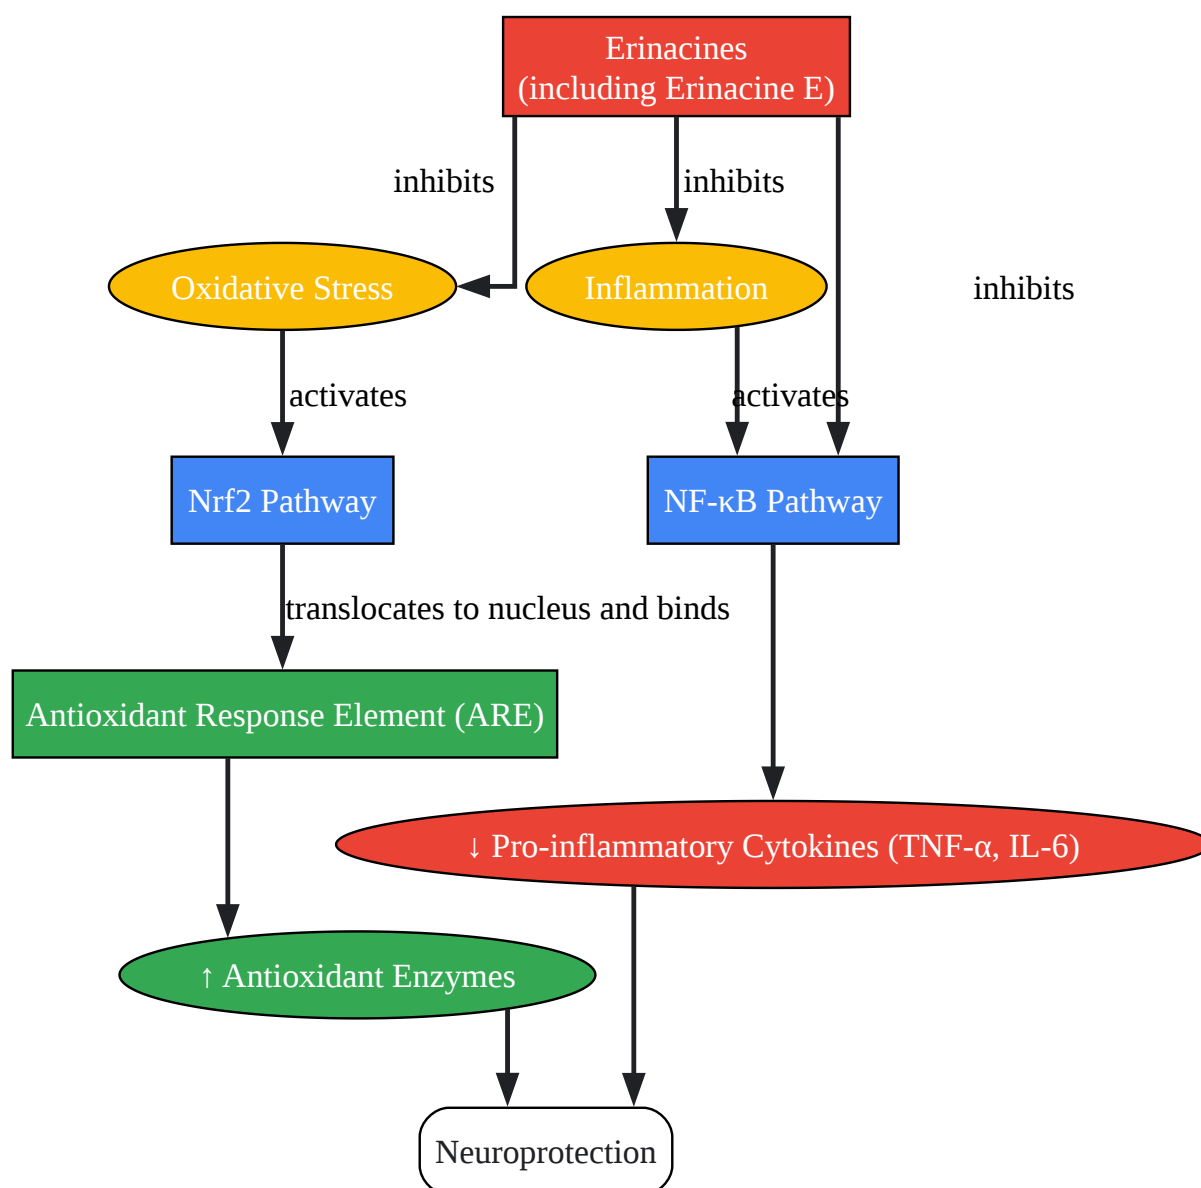 Erinacines
(including Erinacine E)
inhibits
inhibits
Oxidative Stress
Inflammation
inhibits
activates
activates
Nrf2 Pathway
NF-κB Pathway
translocates to nucleus and binds
Antioxidant Response Element (ARE)
↓ Pro-inflammatory Cytokines (TNF-α, IL-6)
↑ Antioxidant Enzymes
Neuroprotection